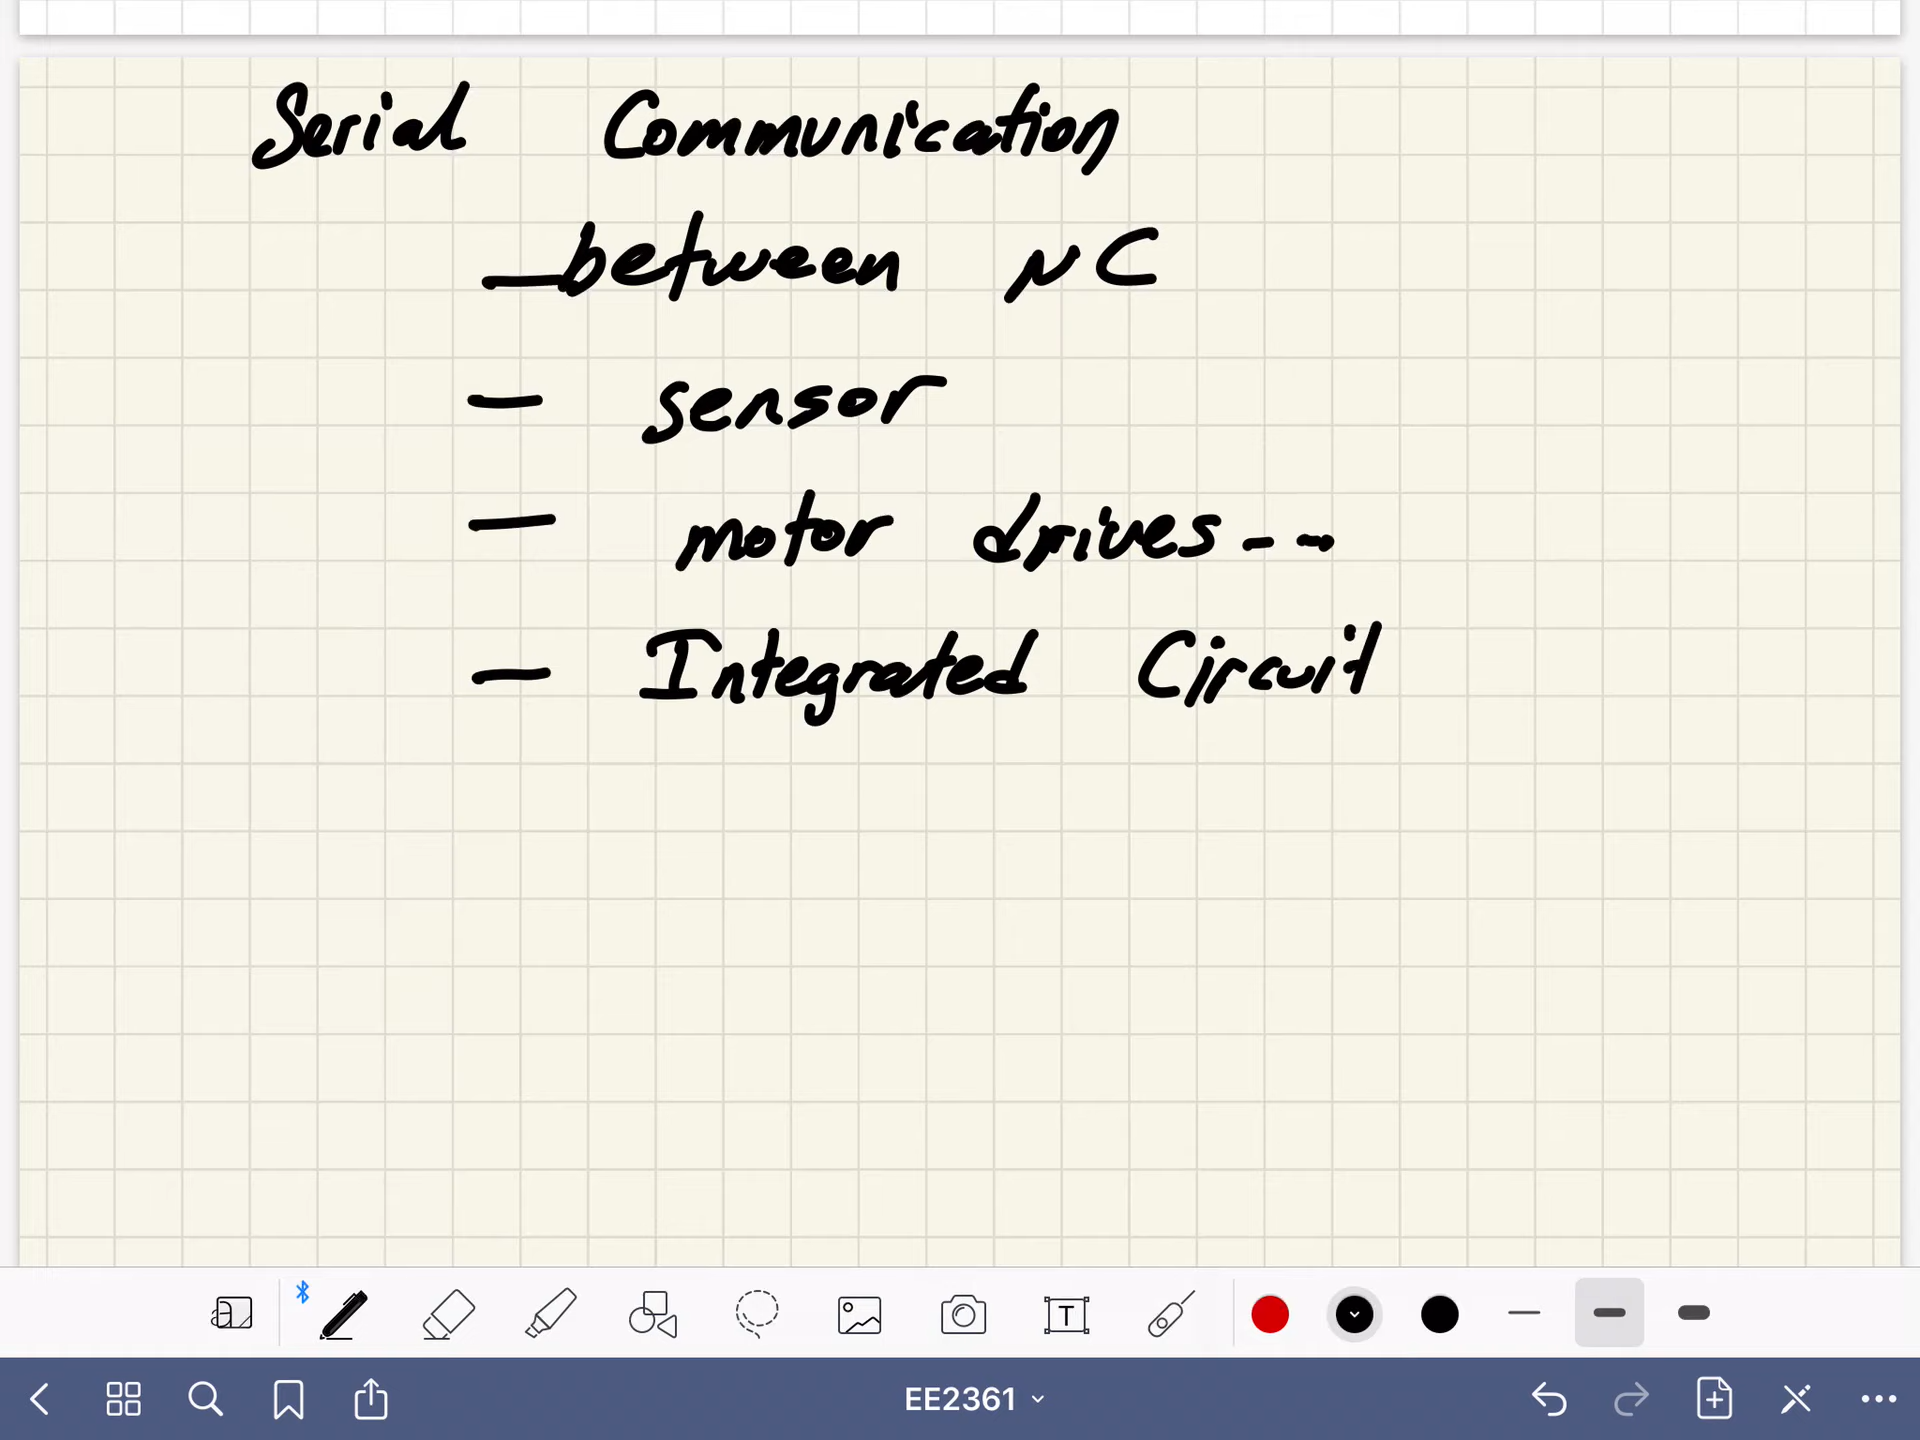 Serial Communication
— between μC
— sensor
— motor drives - --
— Integrated Circuit
T
EE2361